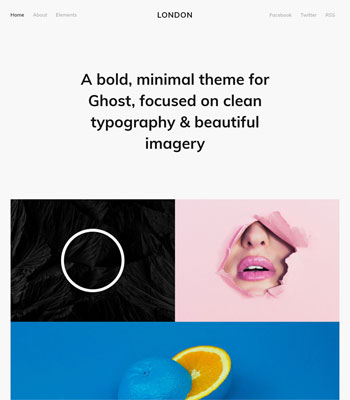 Home About Elements LONDON Facebook Twitter RSS
A bold, minimal theme for
Ghost, focused on clean
typography & beautiful
imagery